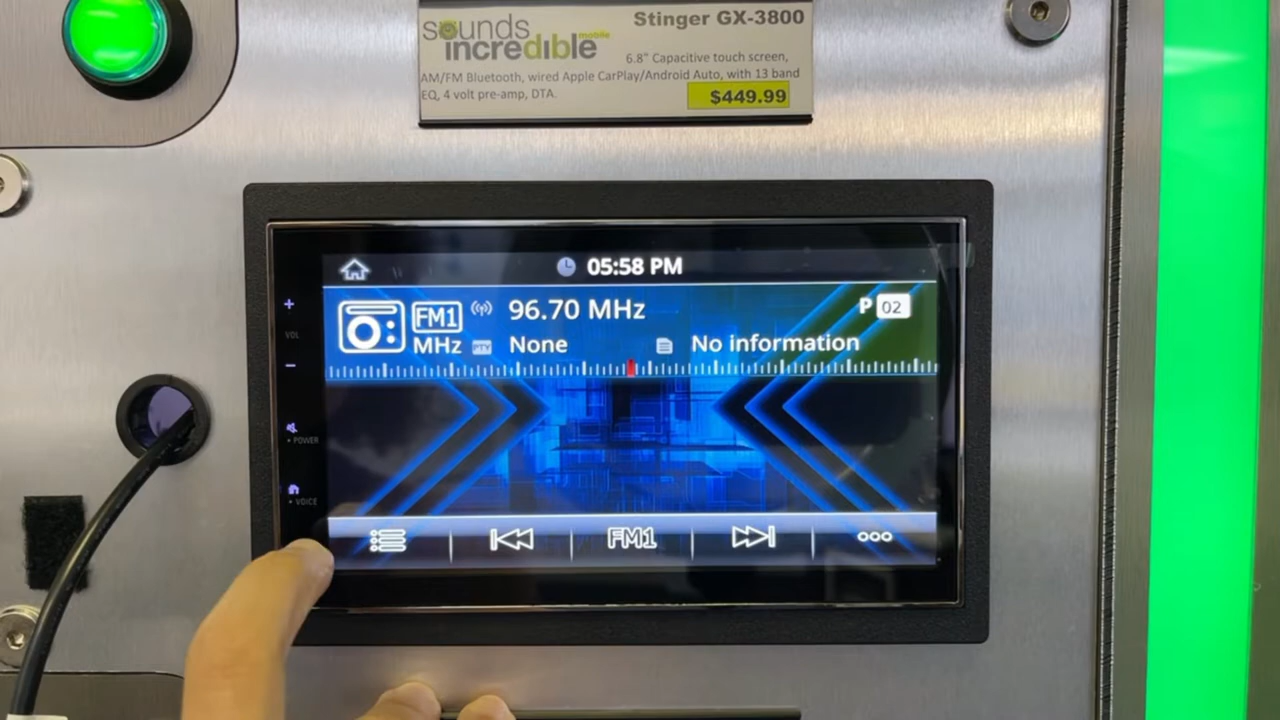 sounds
incredible mobile
Stinger GX-3800
6.8" Capacitive touch screen,
AM/FM Bluetooth, wired Apple CarPlay/Android Auto, with 13 band
EQ, 4 volt pre-amp, DTA.
$449.99
05:58 PM
FM1 96.70 MHz P 02
MHz PTY None No information
+
VOL
−
• POWER
• VOICE
FM1